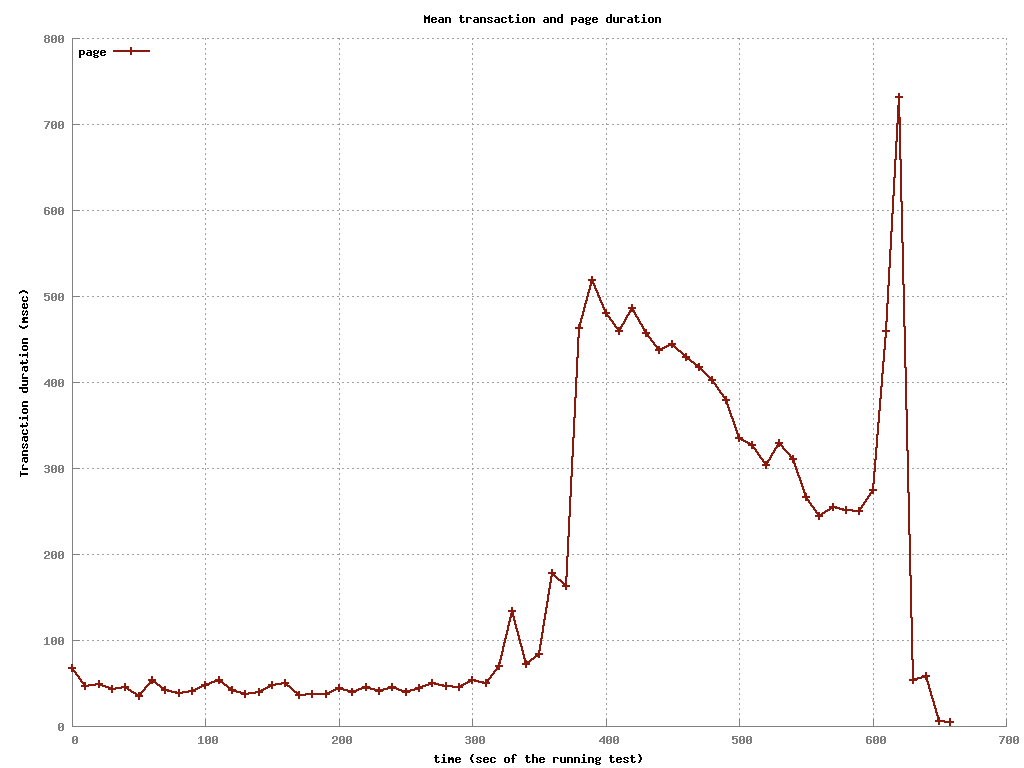 Mean transaction and page duration
page
800
700
600
500
400
300
200
100
0
Transaction duration (msec)
0 100 200 300 400 500 600 700
time (sec of the running test)